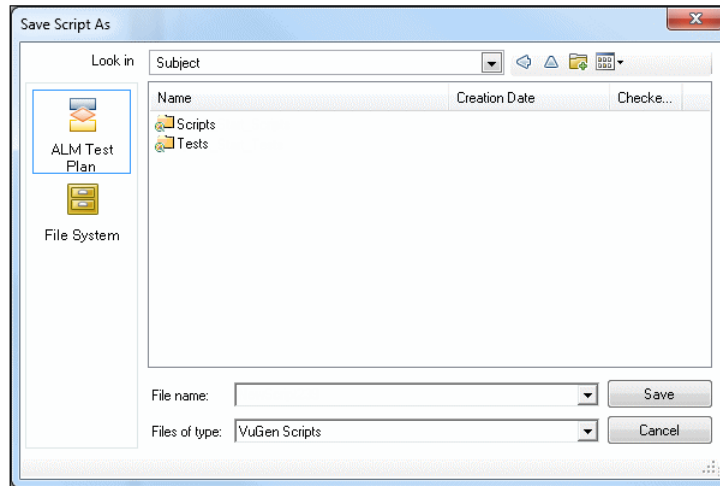 Save Script As
Look in
Subject
Name Creation Date Checke...
ALM Test
Plan
File System
Scripts
Tests
File name: Save
Files of type: VuGen Scripts Cancel